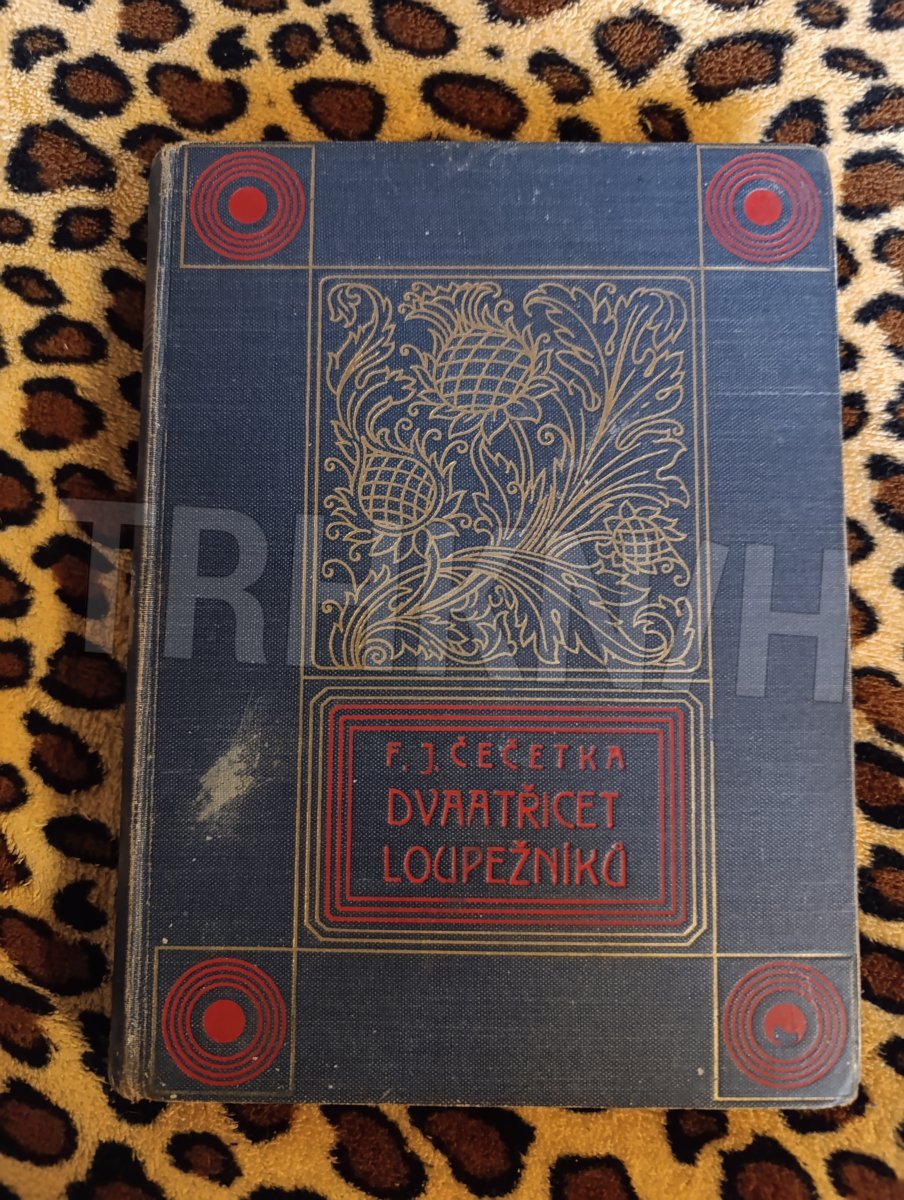 F. J. ČEČETKA
DVAATŘICET
LOUPEŽNÍKŮ